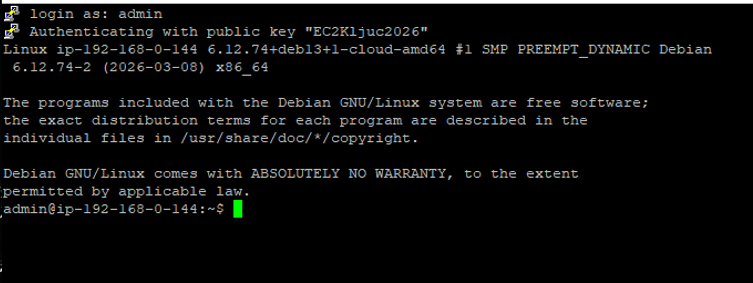 login as: admin
Authenticating with public key "EC2Kljuc2026"
Linux ip-192-168-0-144 6.12.74+deb13+1-cloud-amd64 #1 SMP PREEMPT_DYNAMIC Debian
 6.12.74-2 (2026-03-08) x86_64
The programs included with the Debian GNU/Linux system are free software;
the exact distribution terms for each program are described in the
individual files in /usr/share/doc/*/copyright.
Debian GNU/Linux comes with ABSOLUTELY NO WARRANTY, to the extent
permitted by applicable law.
admin@ip-192-168-0-144:~$